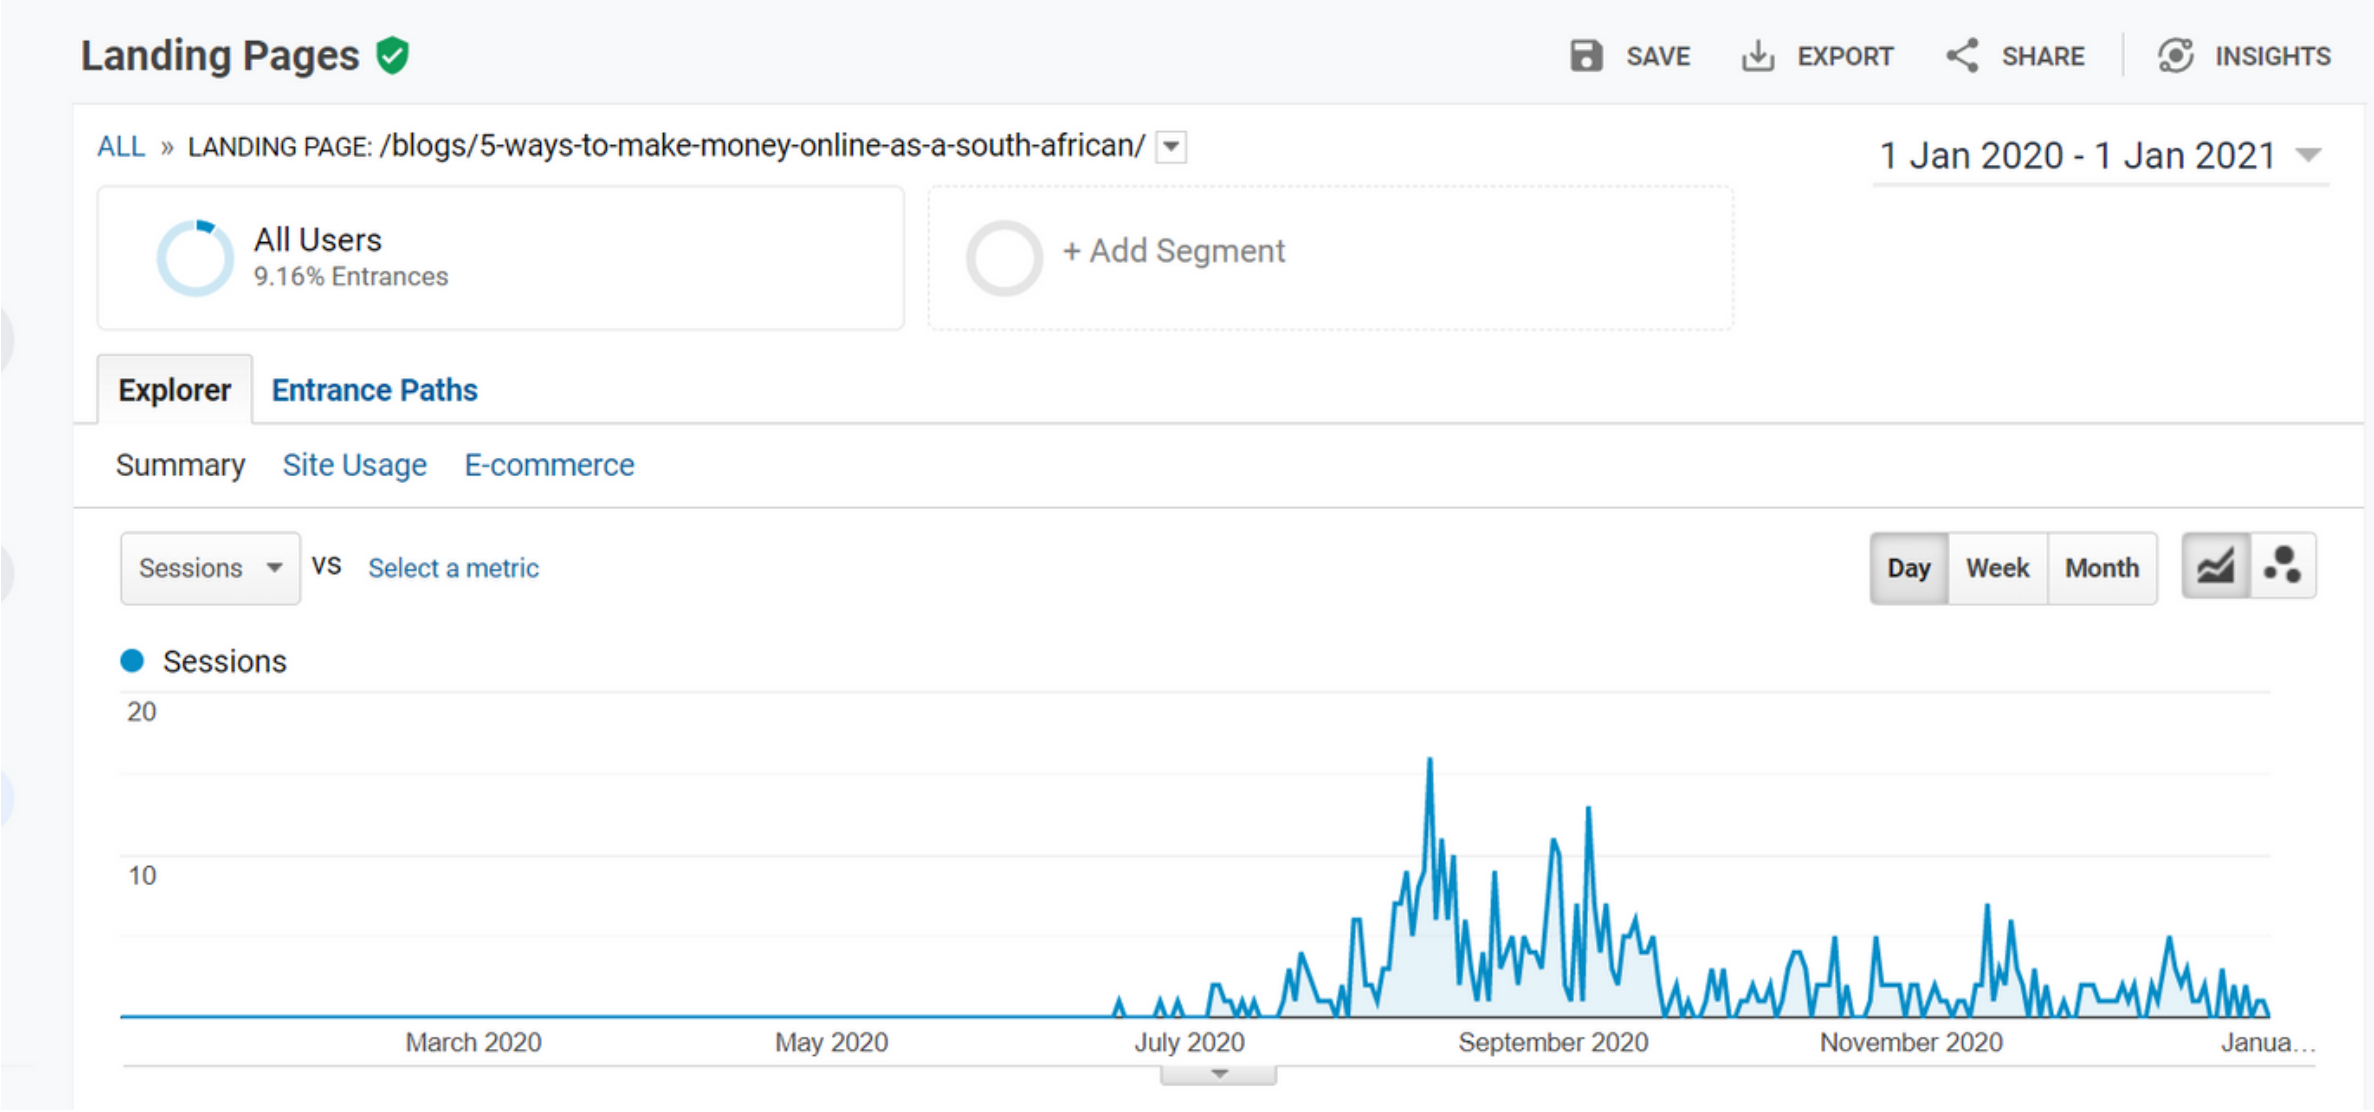 Landing Pages
SAVE EXPORT SHARE INSIGHTS
ALL » LANDING PAGE: /blogs/5-ways-to-make-money-online-as-a-south-african/
1 Jan 2020 - 1 Jan 2021
All Users
9.16% Entrances
+ Add Segment
Explorer Entrance Paths
Summary Site Usage E-commerce
Sessions VS Select a metric
Day Week Month
Sessions
20
10
March 2020 May 2020 July 2020 September 2020 November 2020 Janua...